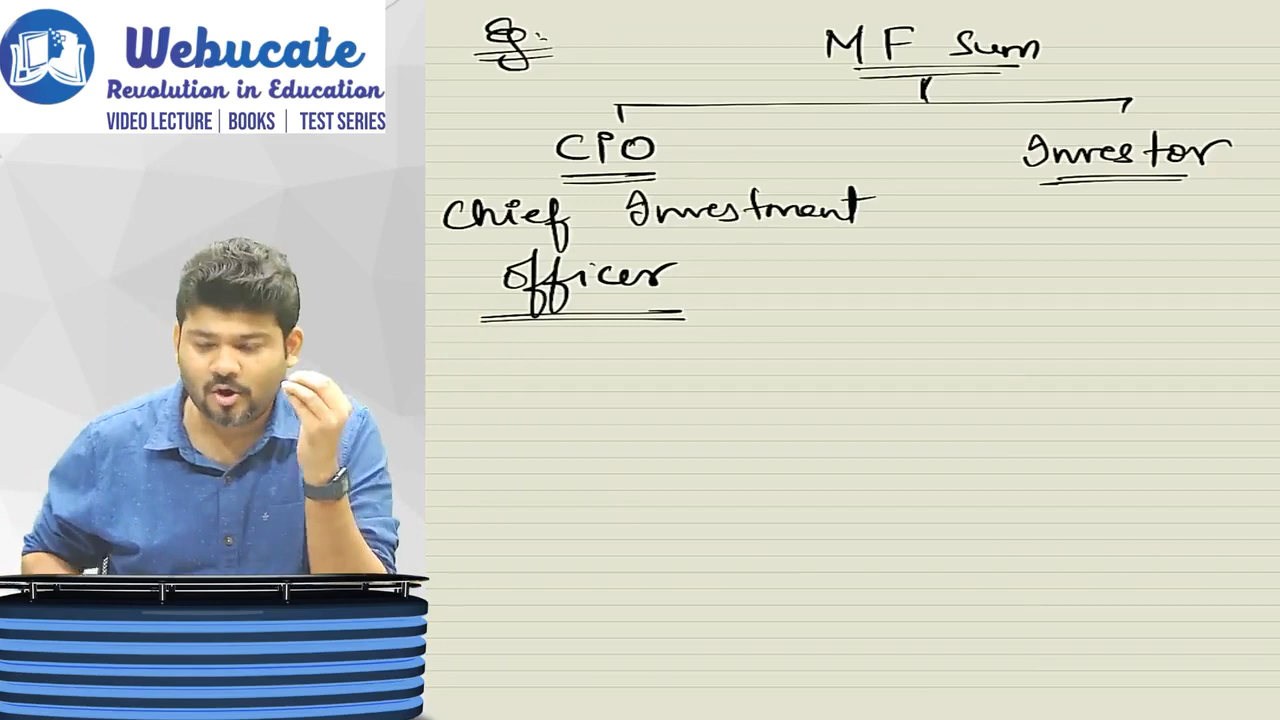 Webucate
Revolution in Education
VIDEO LECTURE | BOOKS | TEST SERIES
Eg:
MF Sum
CIO
Investor
Chief Investment
Officer